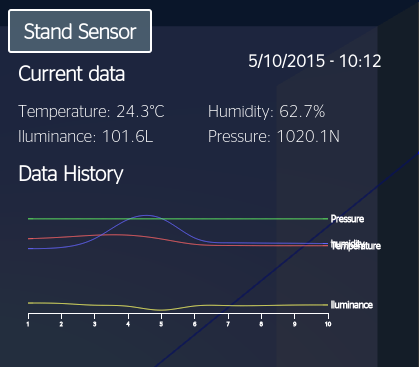 Stand Sensor
5/10/2015 - 10:12
Current data
Temperature: 24.3°C Humidity: 62.7%
Iluminance: 101.6L Pressure: 1020.1N
Data History
Pressure
humidity
Temperature
Iluminance
1 2 3 4 5 6 7 8 9 10